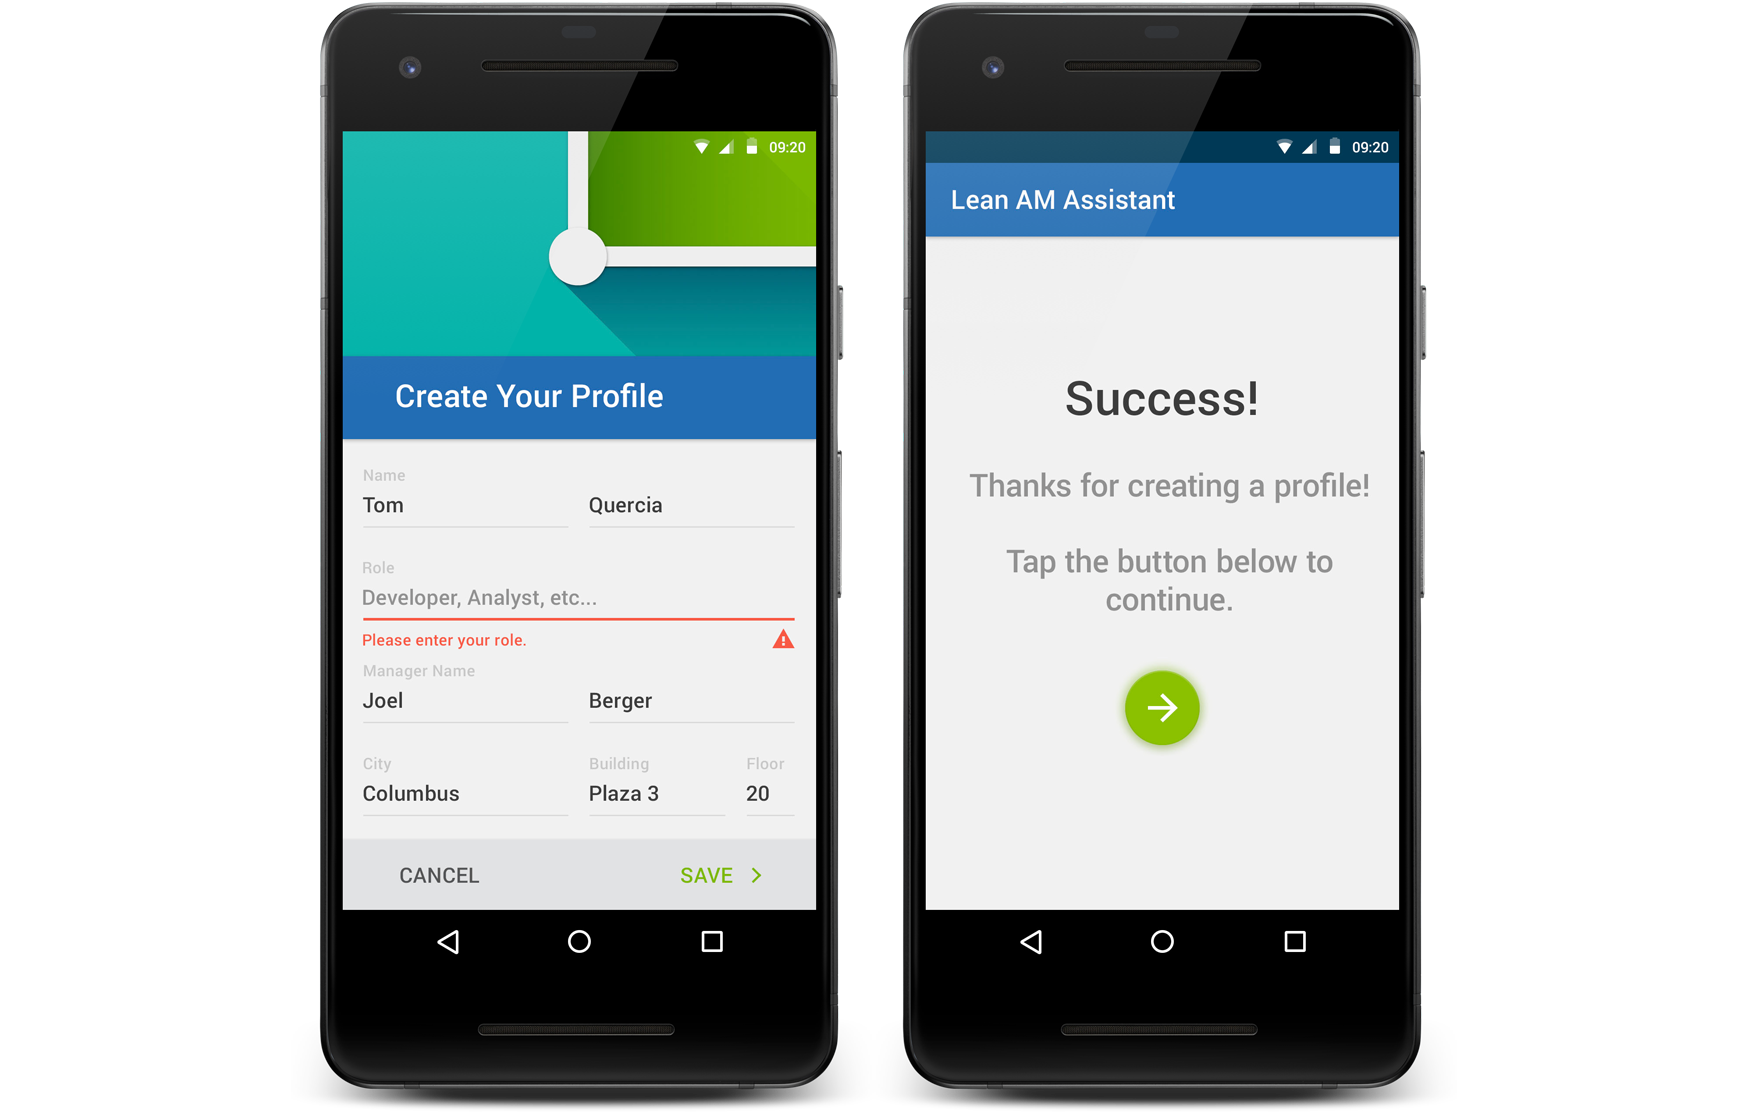 09:20
Create Your Profile
Name
Tom Quercia
Role
Developer, Analyst, etc...
Please enter your role.
Manager Name
Joel Berger
City Building Floor
Columbus Plaza 3 20
CANCEL SAVE
09:20
Lean AM Assistant
Success!
Thanks for creating a profile!
Tap the button below to
continue.